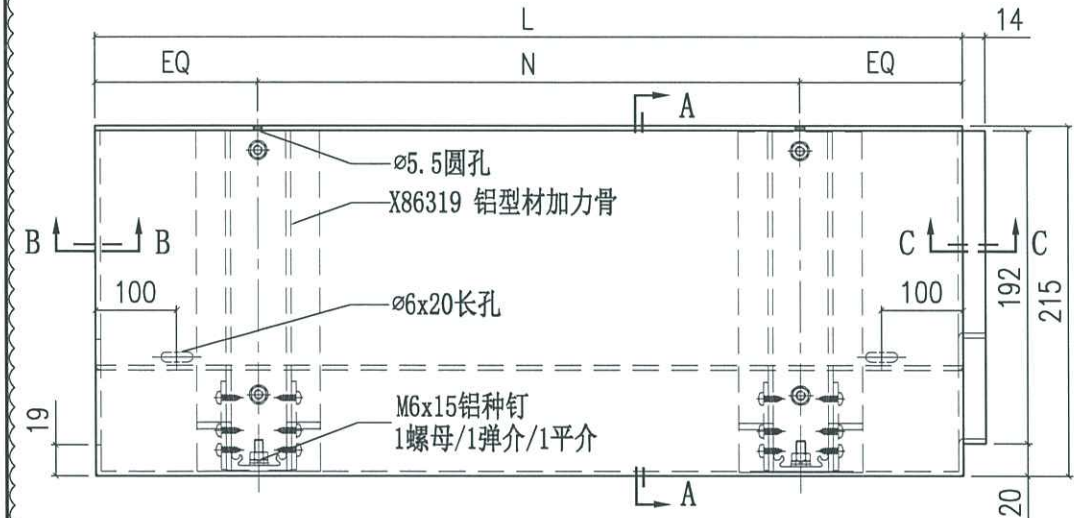 L
14
EQ
N
EQ
A
ø5.5圆孔
X86319 铝型材加力骨
B
B
C
C
100
100
192
215
ø6x20长孔
M6x15铝种钉
1螺母/1弹介/1平介
19
A
20